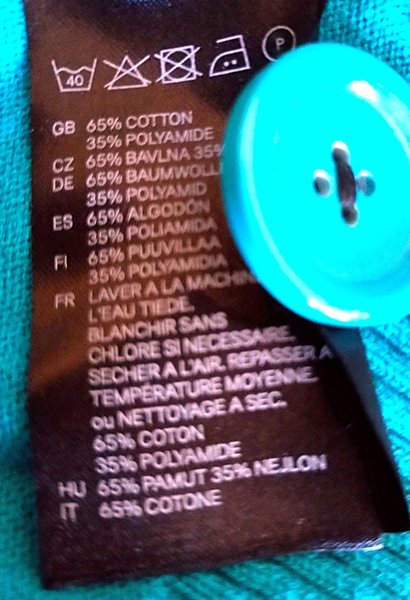 40
P
GB 65% COTTON
35% POLYAMIDE
CZ 65% BAVLNA 35%
DE 65% BAUMWOLL
35% POLYAMID
ES 65% ALGODÓN
35% POLIAMIDA
FI 65% PUUVILLAA
35% POLYAMIDIA
FR LAVER A LA MACHIN
L'EAU TIEDE.
BLANCHIR SANS
CHLORE SI NECESSAIRE.
SECHER A L'AIR. REPASSER A
TEMPÉRATURE MOYENNE.
ou NETTOYAGE A SEC.
65% COTON
35% POLYAMIDE
HU 65% PAMUT 35% NEJLON
IT 65% COTONE